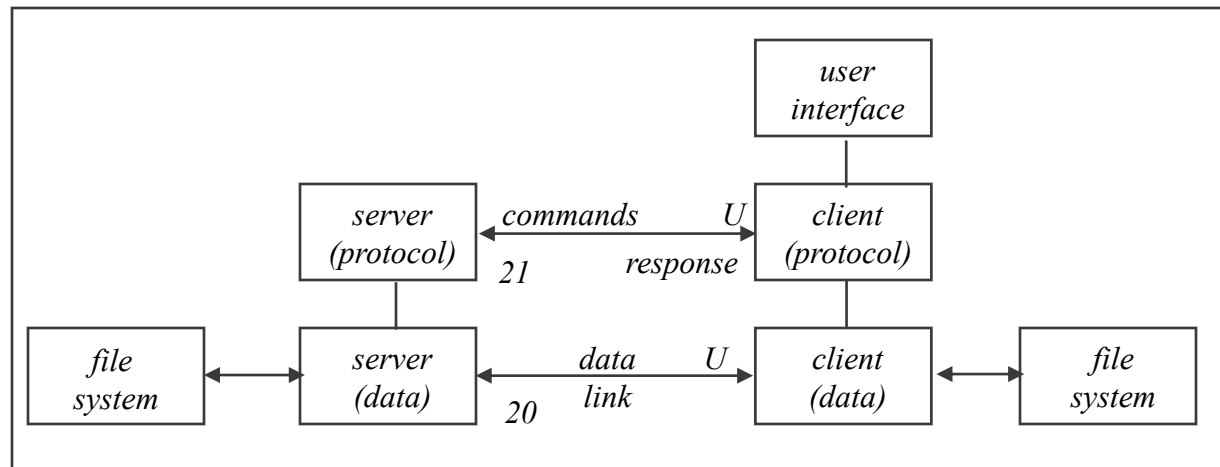 user
interface
server
(protocol)
commands
U
response
21
client
(protocol)
file
system
server
(data)
data
link
U
20
client
(data)
file
system